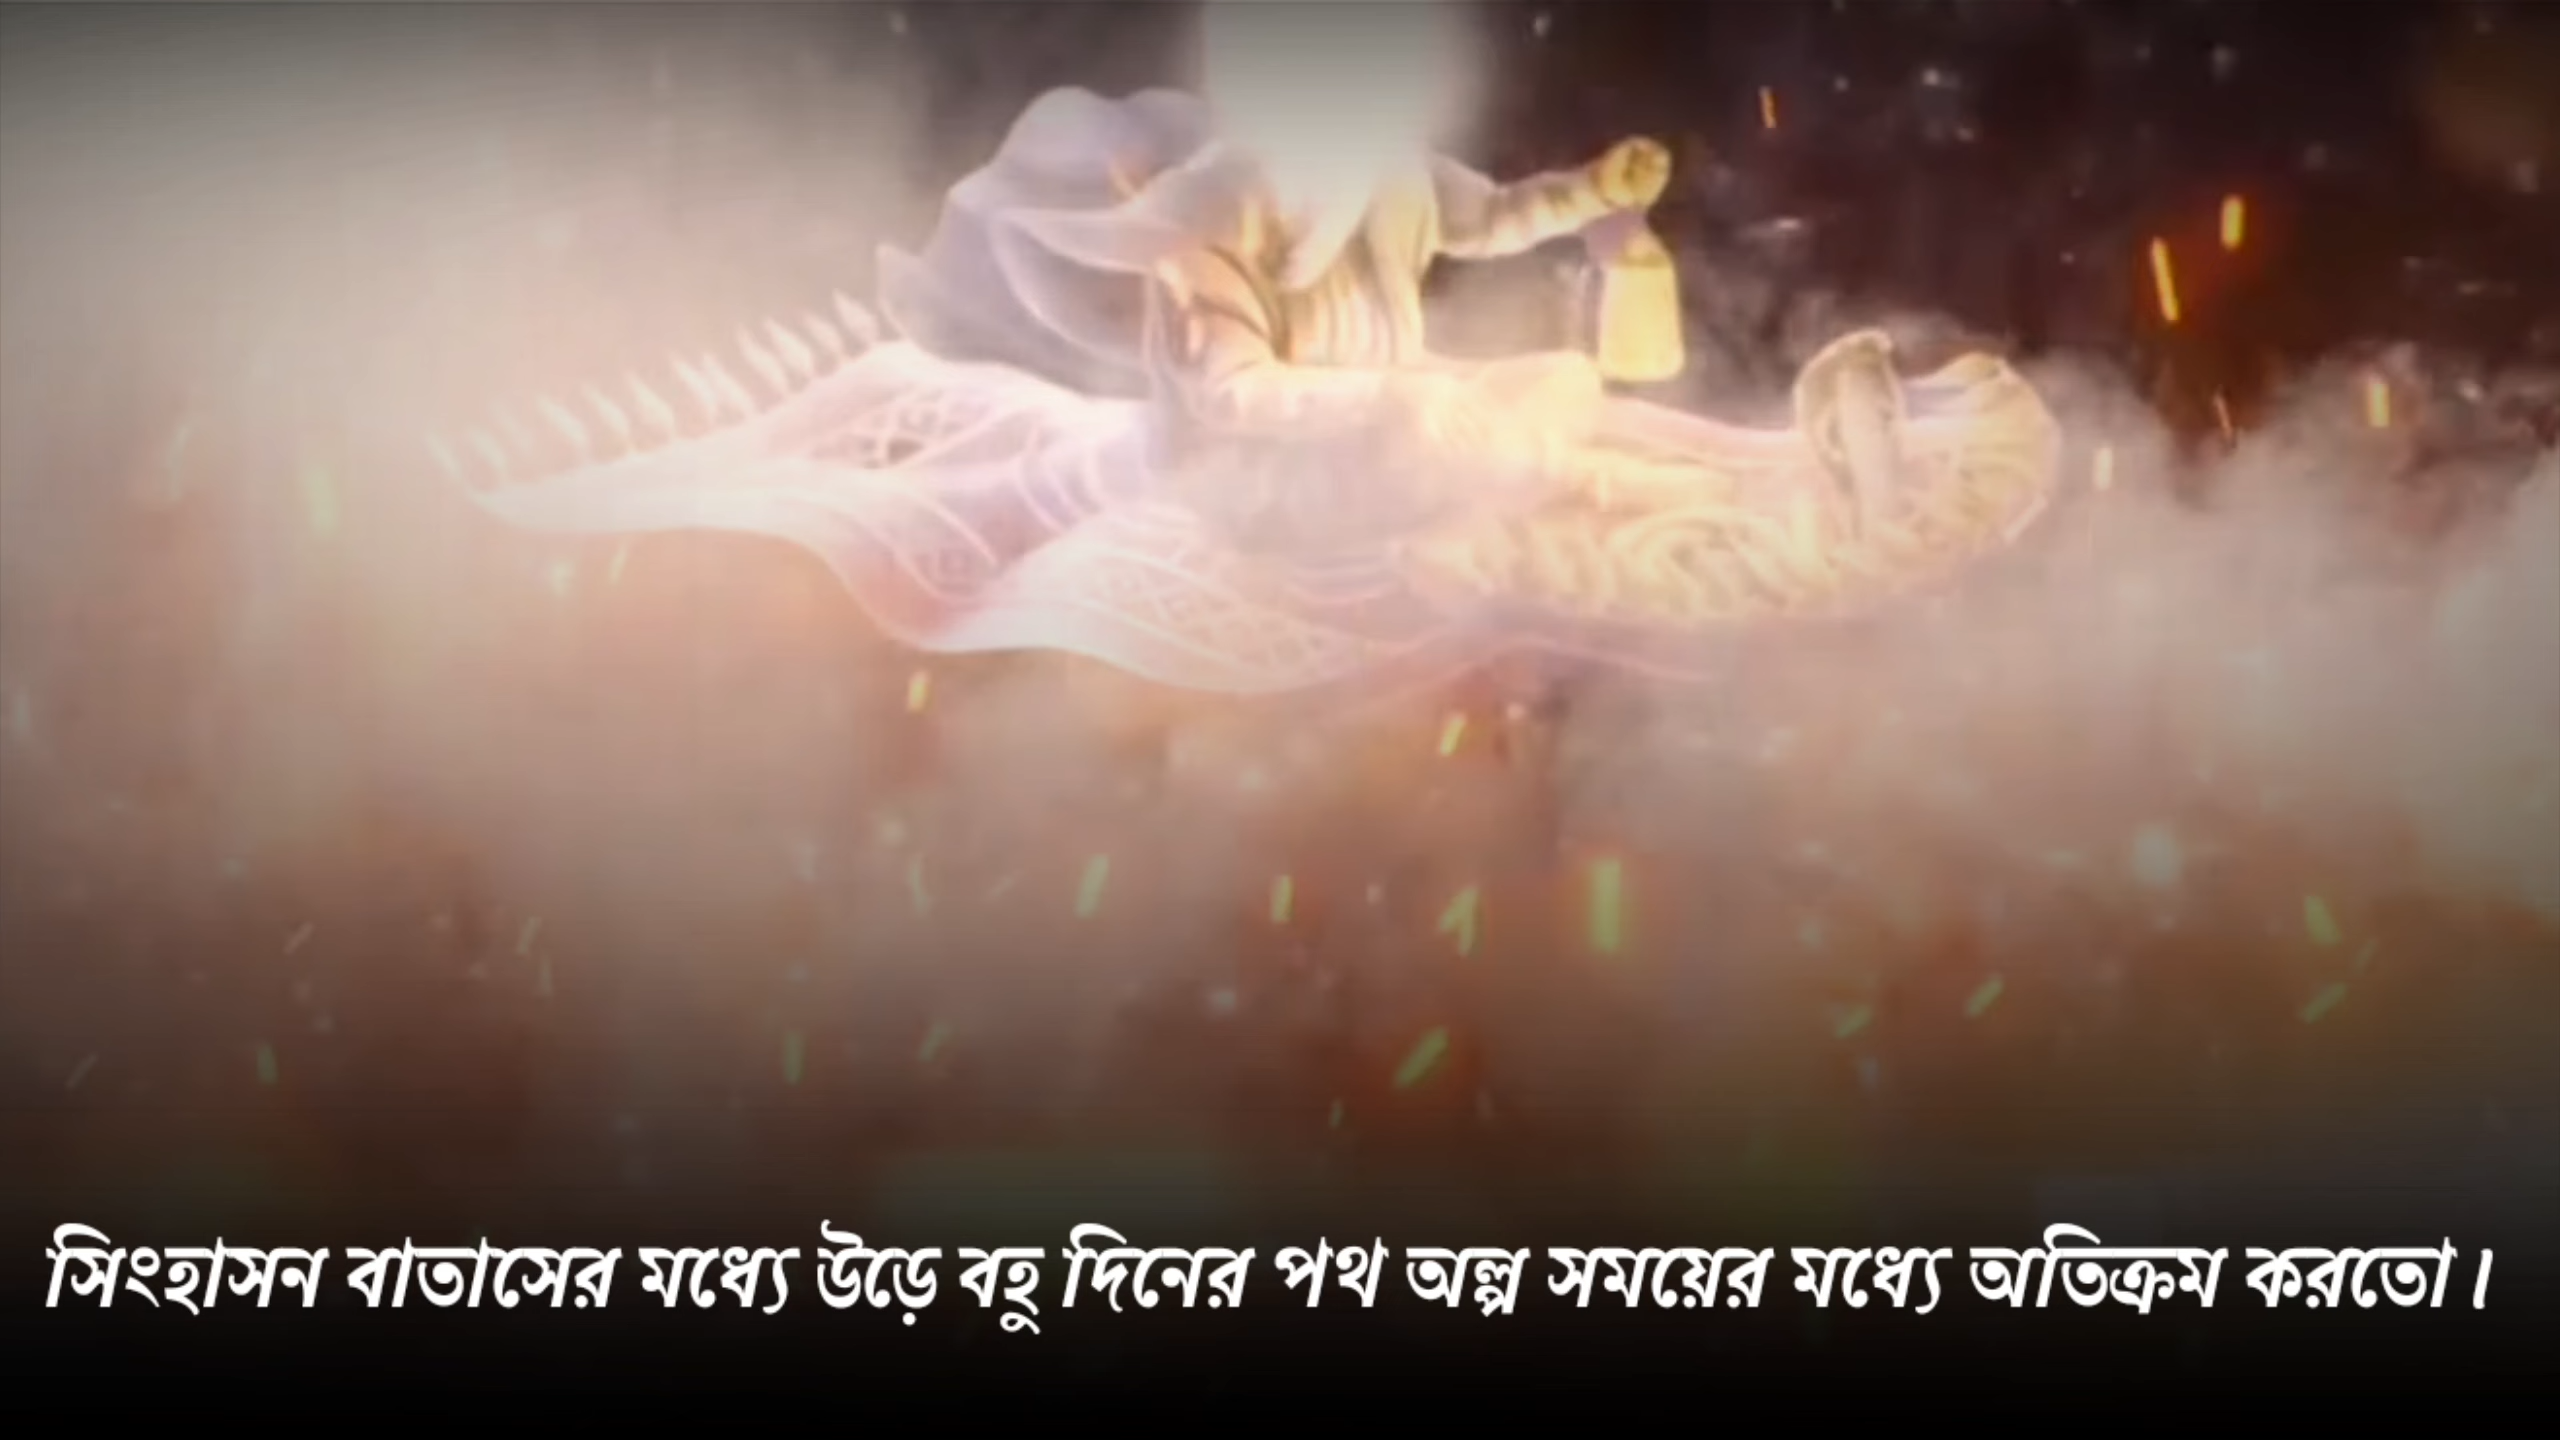 সিংহাসন বাতাসের মধ্যে উড়ে বহু দিনের পথ অল্প সময়ের মধ্যে অতিক্রম করতো।